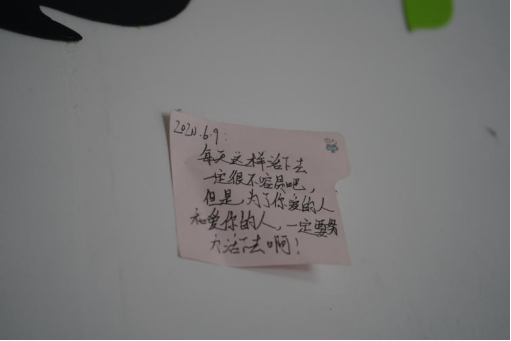 2021.6.9:
每天这样活下去
一定很不容易吧,
但是,为了你爱的人
和爱你的人,一定要努
力活下去啊!